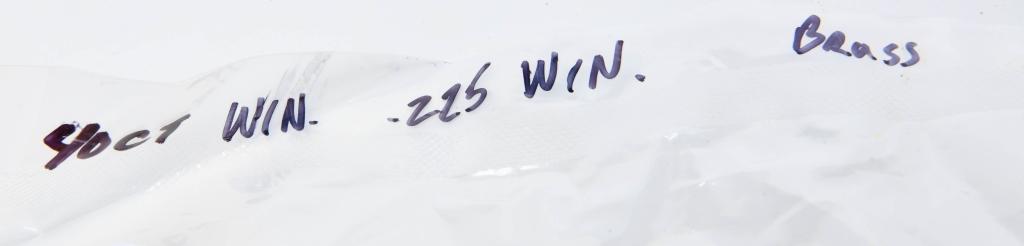 40CT WIN. .225 WIN. Brass